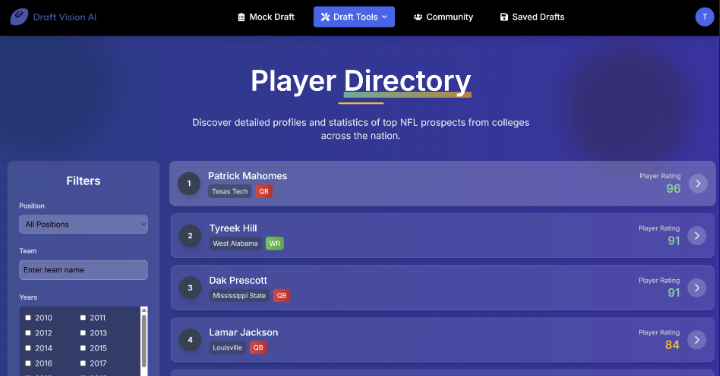 Draft Vision AI
Mock Draft
Draft Tools
Community
Saved Drafts
T
Player Directory
Discover detailed profiles and statistics of top NFL prospects from colleges
across the nation.
Filters
Position
All Positions
Team
Enter team name
Years
2010 2011
2012 2013
2014 2015
2016 2017
1
Patrick Mahomes
Texas Tech QB
Player Rating
96
2
Tyreek Hill
West Alabama WR
Player Rating
91
3
Dak Prescott
Mississippi State QB
Player Rating
91
4
Lamar Jackson
Louisville QB
Player Rating
84